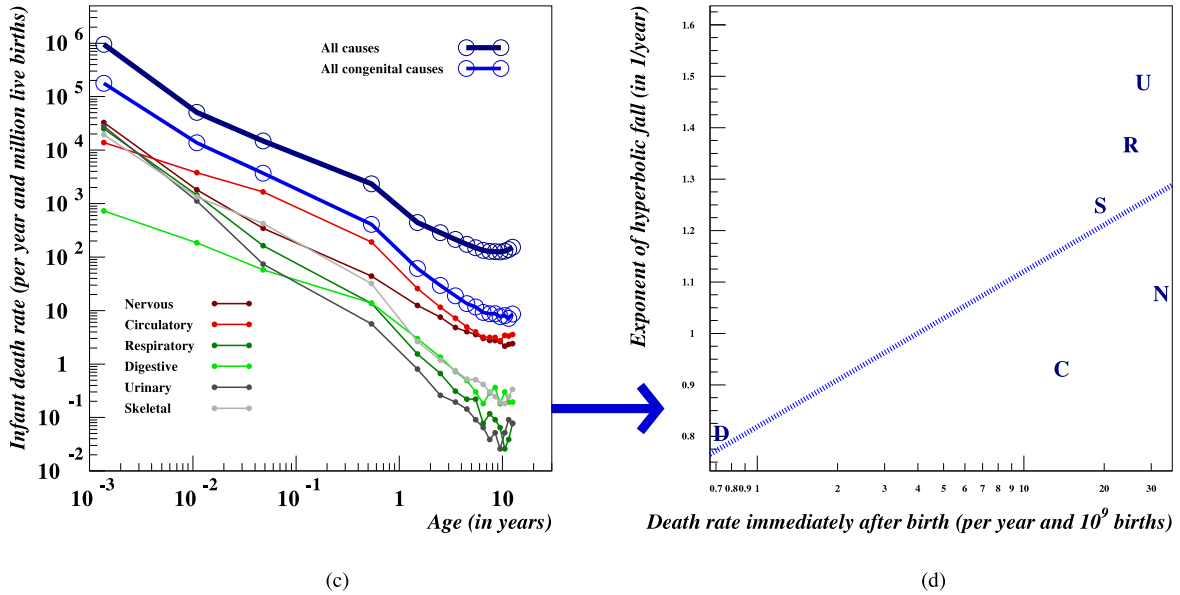 Infant death rate (per year and million live births)
10 6
10 5
10 4
10 3
10 2
10
1
10 -1
10 -2
All causes
All congenital causes
Nervous
Circulatory
Respiratory
Digestive
Urinary
Skeletal
10 -3
10 -2
10 -1
1
10
Age (in years)
(c)
Exponent of hyperbolic fall (in 1/year)
1.6
1.5
1.4
1.3
1.2
1.1
1
0.9
0.8
U
R
S
N
C
D
0.7 0.8 0.9 1 2 3 4 5 6 7 8 9 10 20 30
Death rate immediately after birth (per year and 10 9 births)
(d)